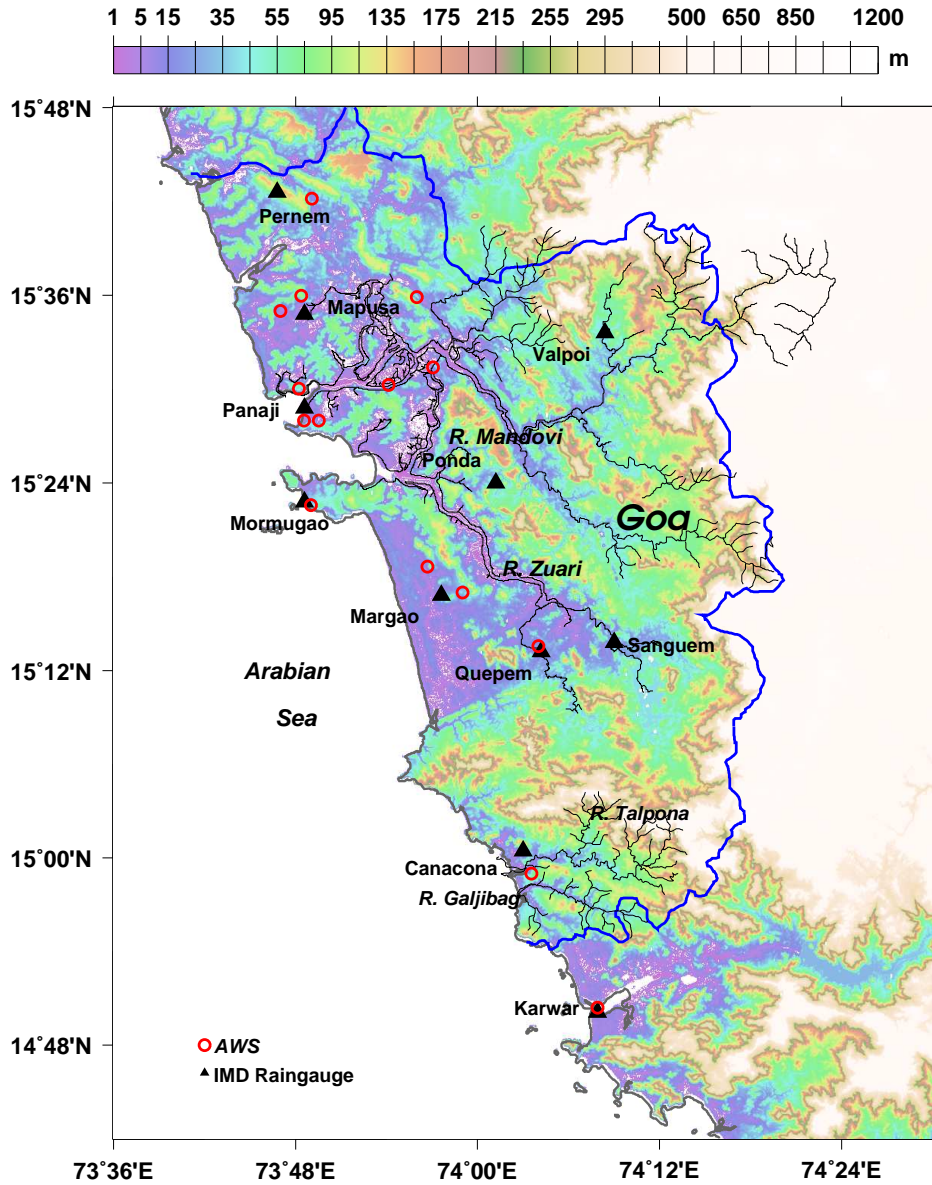 1 5 15 35 55 95 135 175 215 255 295 500 650 850 1200
m
15°48'N
Pernem
15°36'N
Mapusa
Valpoi
Panaji
R. Mandovi
Ponda
15°24'N
Goa
Mormugao
R. Zuari
Margao
Sanguem
Arabian
Sea
15°12'N
Quepem
R. Talpona
15°00'N
Canacona
R. Galjibag
Karwar
14°48'N
AWS
IMD Raingauge
73°36'E 73°48'E 74°00'E 74°12'E 74°24'E